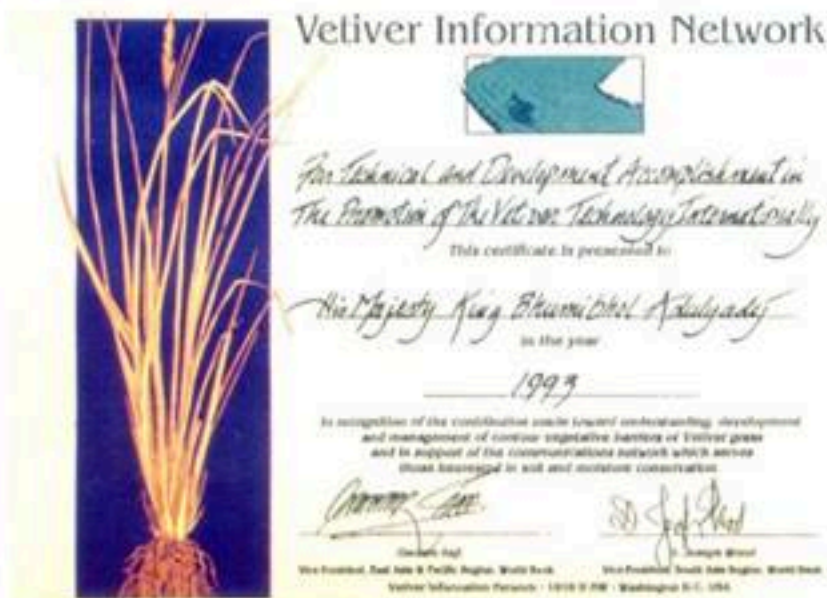 Vetiver Information Network
For Technical and Development Accomplishment in
The Promotion of The Vetiver Technology Internationally
This certificate is presented to
His Majesty King Bhumibhol Adulyadej
in the year
1993
In recognition of the contribution made toward understanding, development
and management of contour vegetative barriers of Vetiver grass
and in support of the communications network which serves
those interested in soil and moisture conservation
Vice President, East Asia & Pacific Region, World Bank
Vice President, South Asia Region, World Bank
Vetiver Information Network - Washington D.C. USA